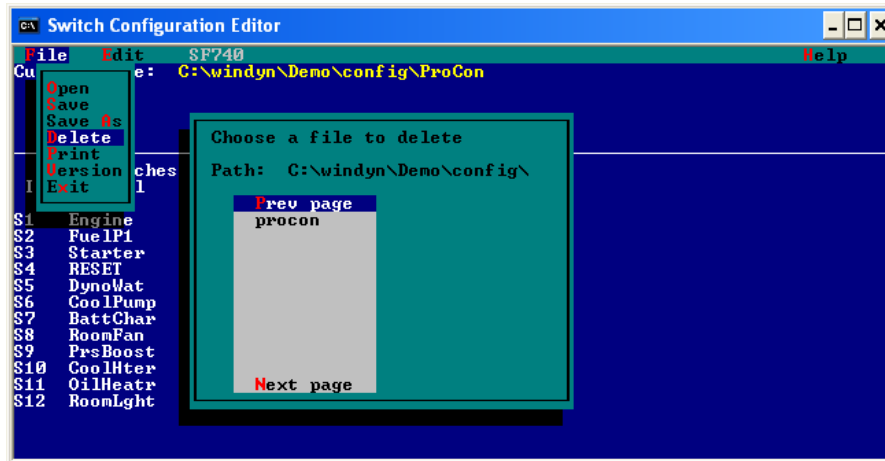 Switch Configuration Editor
File Edit SF740 Help
Cu e: C:\windyn\Demo\config\ProCon
Open
Save
Save As
Delete
Print
Version ches
I Exit l
Choose a file to delete
Path: C:\windyn\Demo\config\
Prev page
procon
Next page
S1 Engine
S2 FuelP1
S3 Starter
S4 RESET
S5 DynoWat
S6 CoolPump
S7 BattChar
S8 RoomFan
S9 PrsBoost
S10 CoolHter
S11 OilHeatr
S12 RoomLght